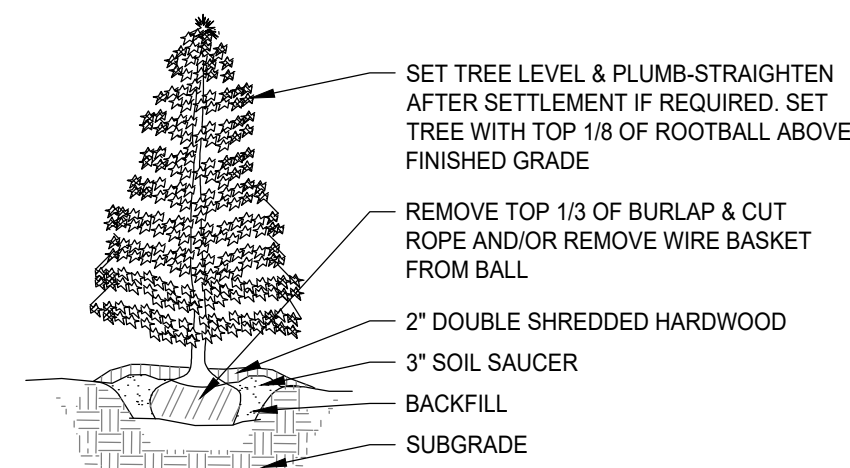 SET TREE LEVEL & PLUMB-STRAIGHTEN
AFTER SETTLEMENT IF REQUIRED. SET
TREE WITH TOP 1/8 OF ROOTBALL ABOVE
FINISHED GRADE
REMOVE TOP 1/3 OF BURLAP & CUT
ROPE AND/OR REMOVE WIRE BASKET
FROM BALL
2" DOUBLE SHREDDED HARDWOOD
3" SOIL SAUCER
BACKFILL
SUBGRADE